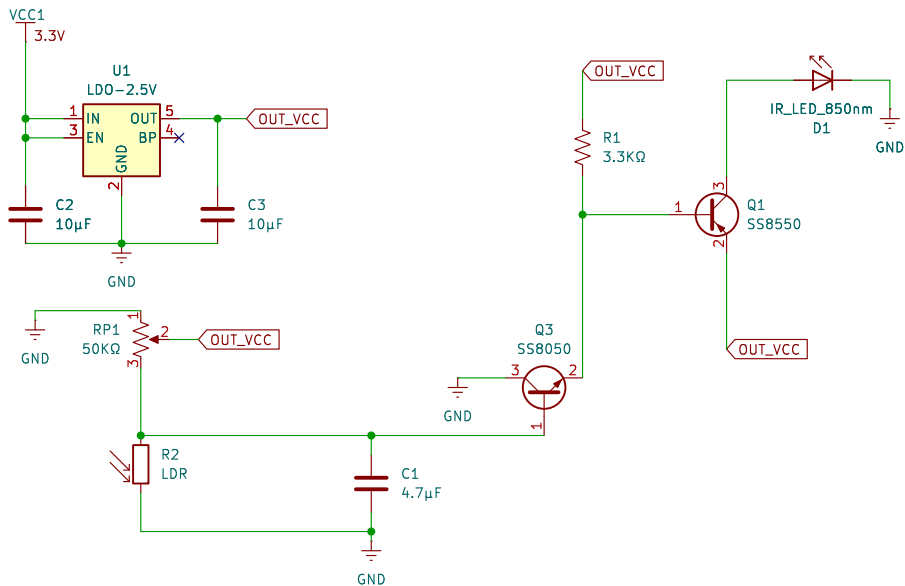 VCC1
3.3V
U1
LDO-2.5V
1 IN OUT 5
3 EN BP 4
GND
2
OUT_VCC
C2
10µF
C3
10µF
GND
OUT_VCC
R1
3.3KΩ
IR_LED_850nm
D1
GND
3
1
Q1
SS8550
2
OUT_VCC
GND
1
RP1
50KΩ
2
3
OUT_VCC
Q3
SS8050
3
2
1
GND
R2
LDR
C1
4.7µF
GND